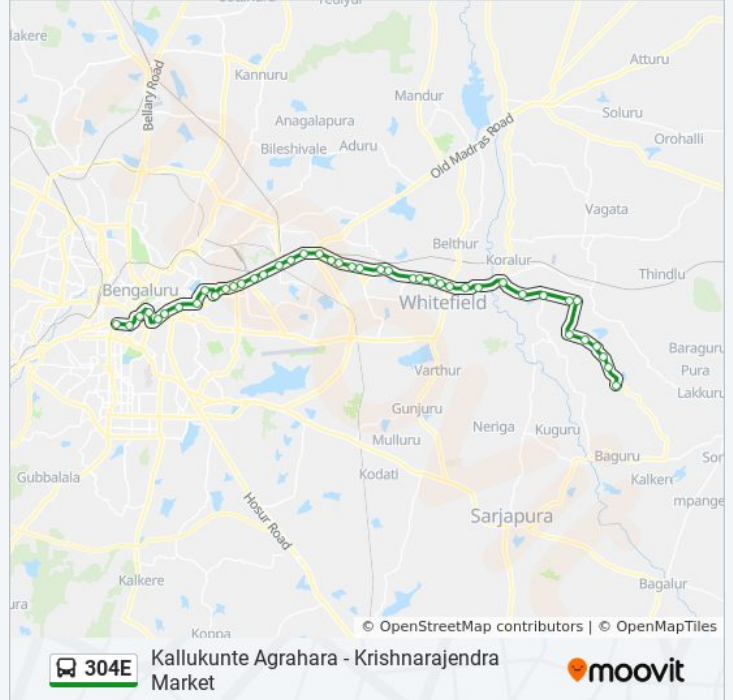 lakere
Kannuru
Bellary Road
Atturu
Mandur
Soluru
Anagalapura
Orohalli
Bileshivale
Aduru
Old Madras Road
Vagata
Belthur
Koralur
Thindlu
Bengaluru
Whitefield
Baraguru
Varthur
Pura
Lakkuru
Gunjuru
Neriga
Kuguru
Mulluru
Baguru
Sor
Gubbalala
Kodati
Kalkere
mpange
Hosur Road
Sarjapura
Kalkere
Bagalur
ura
Koppa
© OpenStreetMap contributors | © OpenMapTiles
304E
Kallukunte Agrahara - Krishnarajendra
Market
moovit